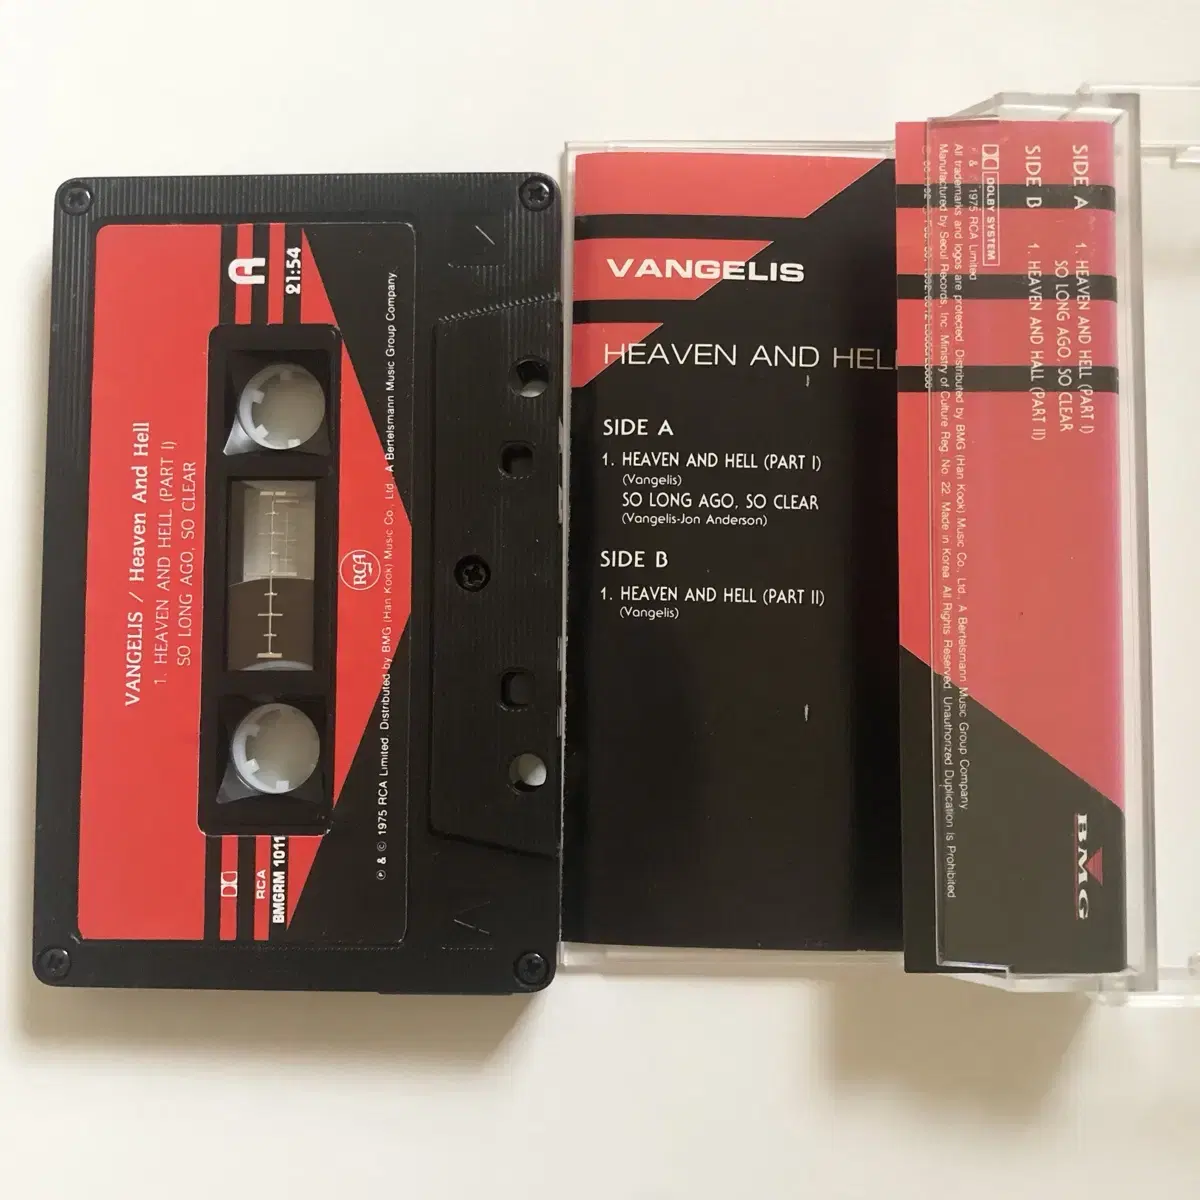 A
21:54
VANGELIS / Heaven And Hell
1. HEAVEN AND HELL (PART I)
SO LONG AGO, SO CLEAR
RCA
RCA
BMGRM 1011
℗ & © 1975 RCA Limited. Distributed by BMG (Han Kook) Music Co., Ltd., A Bertelsmann Music Group Company.
VANGELIS
HEAVEN AND HEL
SIDE A
1. HEAVEN AND HELL (PART I)
(Vangelis)
SO LONG AGO, SO CLEAR
(Vangelis-Jon Anderson)
SIDE B
1. HEAVEN AND HELL (PART II)
(Vangelis)
SIDE A 1. HEAVEN AND HELL (PART I)
SO LONG AGO, SO CLEAR
SIDE B 1. HEAVEN AND HALL (PART II)
DOLBY SYSTEM
& 1975 RCA Limited
All trademarks and logos are protected. Distributed by BMG (Han Kook) Music Co., Ltd., A Bertelsmann Music Group Company
Manufactured by Seoul Records, Inc. Ministry of Culture Reg. No. 22. Made in Korea. All Rights Reserved. Unauthorized Duplication Is Prohibited
BMG